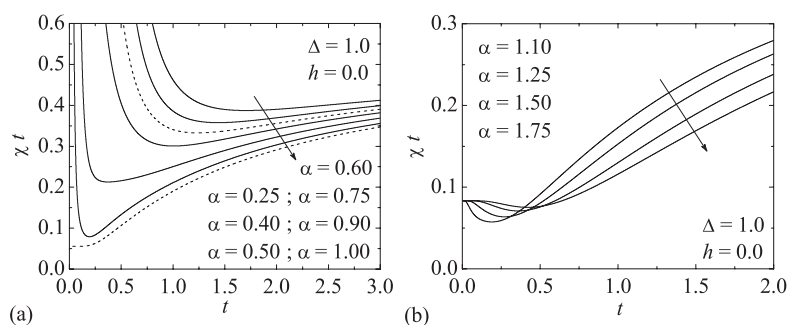 0.6
0.5
0.4
0.3
0.2
0.1
0.0
χ t
Δ = 1.0
h = 0.0
α = 0.60
α = 0.25 ; α = 0.75
α = 0.40 ; α = 0.90
α = 0.50 ; α = 1.00
0.0 0.5 1.0 1.5 2.0 2.5 3.0
t
(a)
0.3
0.2
0.1
0.0
χ t
α = 1.10
α = 1.25
α = 1.50
α = 1.75
Δ = 1.0
h = 0.0
0.0 0.5 1.0 1.5 2.0
t
(b)